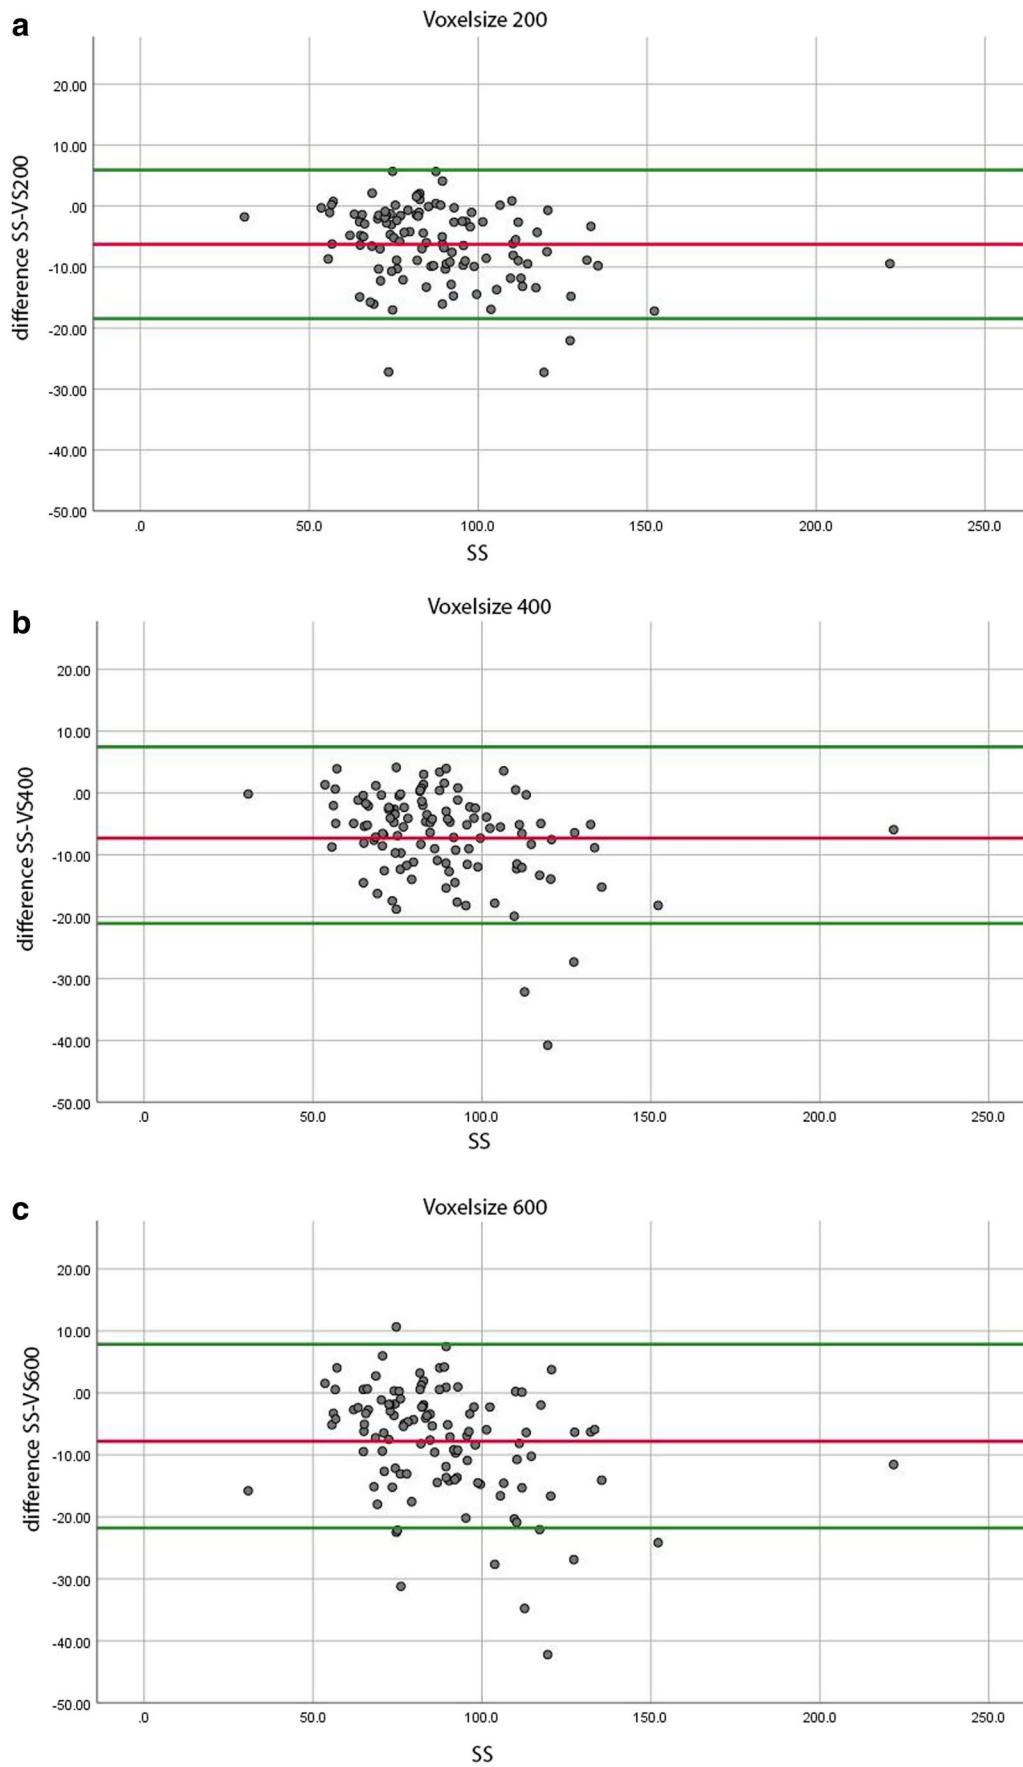 a
Voxelsize 200
difference SS-VS200
20.00
10.00
.00
-10.00
-20.00
-30.00
-40.00
-50.00
.0 50.0 100.0 150.0 200.0 250.0
SS
b
Voxelsize 400
difference SS-VS400
20.00
10.00
.00
-10.00
-20.00
-30.00
-40.00
-50.00
.0 50.0 100.0 150.0 200.0 250.0
SS
c
Voxelsize 600
difference SS-VS600
20.00
10.00
.00
-10.00
-20.00
-30.00
-40.00
-50.00
.0 50.0 100.0 150.0 200.0 250.0
SS